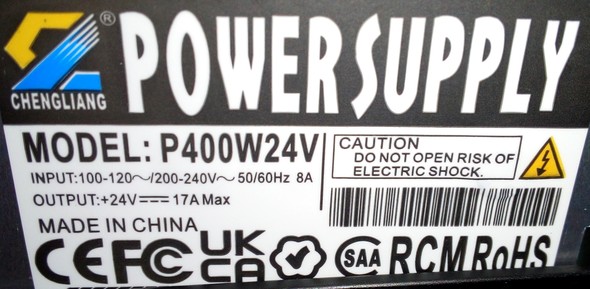 CHENGLIANG
®
POWER SUPPLY
MODEL: P400W24V
INPUT:100-120～/200-240V～ 50/60Hz 8A
OUTPUT:+24V⎓ 17A Max
MADE IN CHINA
CAUTION
DO NOT OPEN RISK OF
ELECTRIC SHOCK.
CE FC UK
CA
SAA RCM RoHS